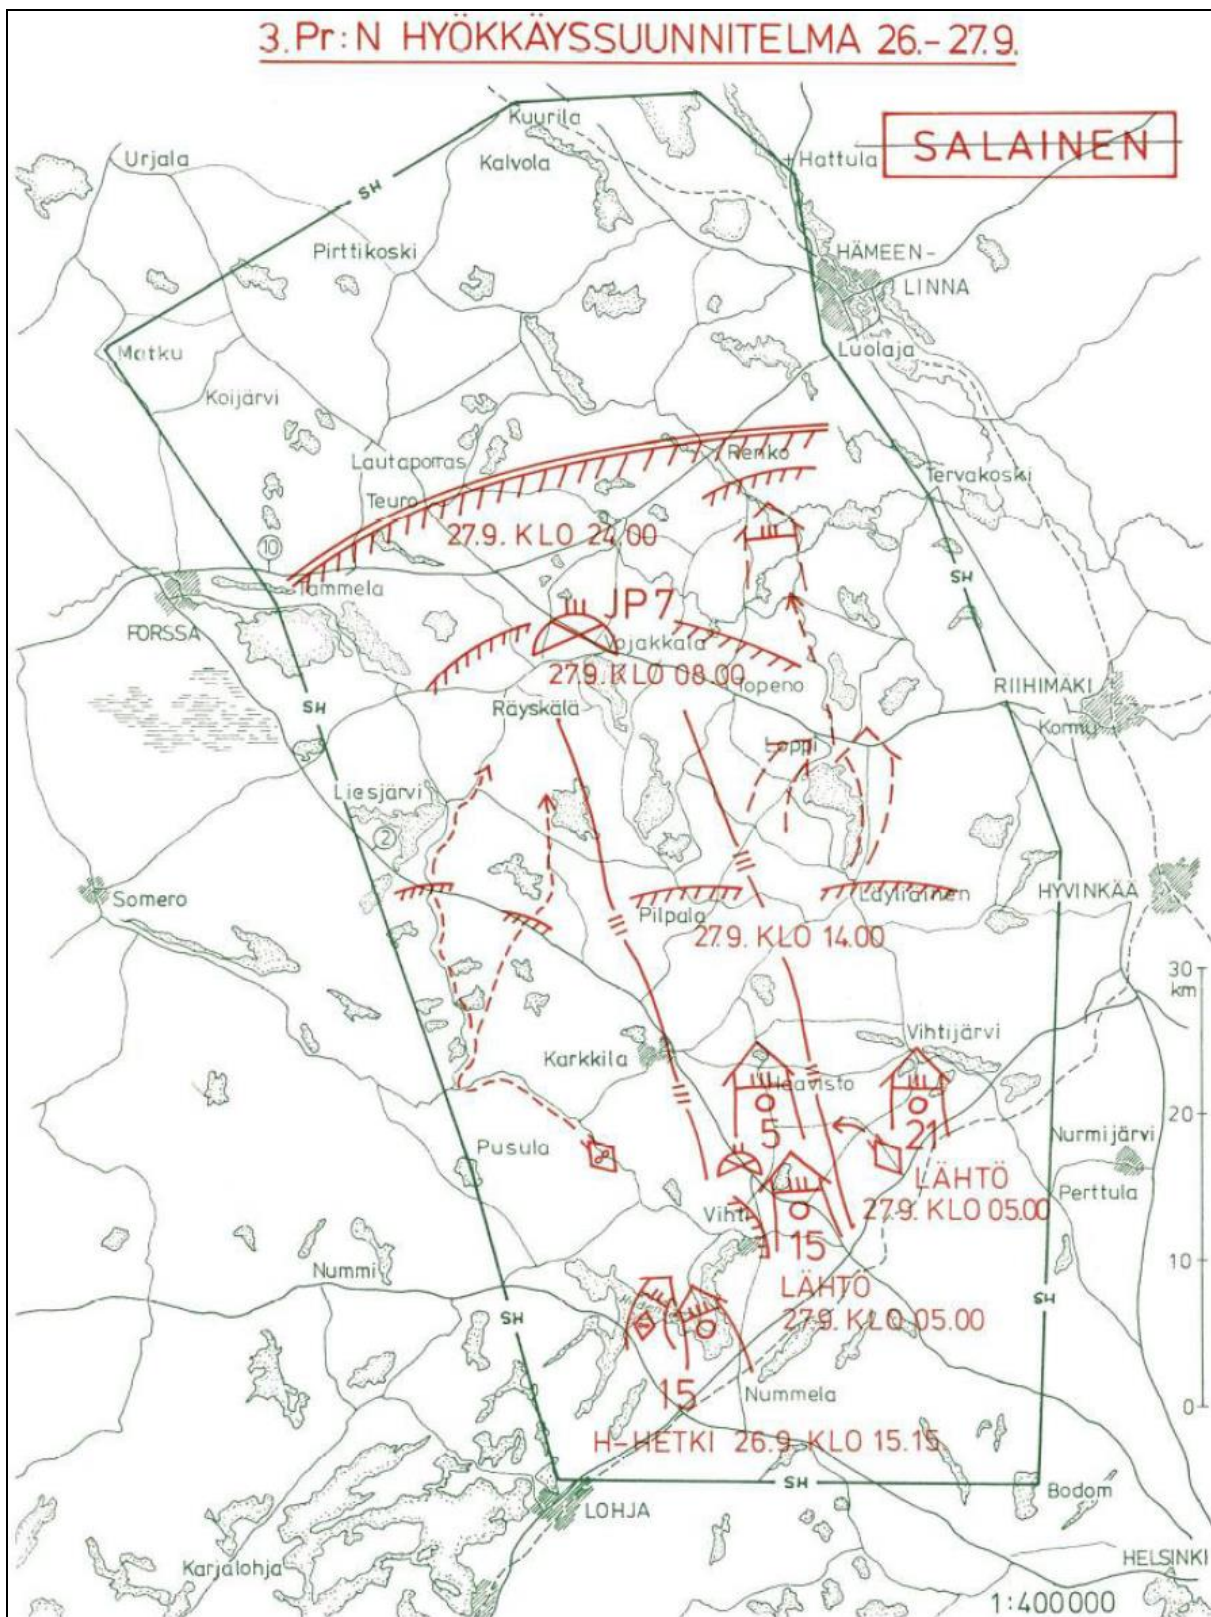 3.Pr:N HYÖKKÄYSSUUNNITELMA 26.-27.9.
SALAINEN
Kuurila
Urjala
Kalvola
Hattula
SH
Pirttikoski
HÄMEEN-
LINNA
Matku
Luolaja
Koijärvi
Renko
Lautaporras
Tervakoski
Teuro
27.9. KLO 24.00
10
Tammela
SH
JP7
FORSSA
Vojakkala
27.9. KLO 08.00
Topeno
RIIHIMÄKI
SH
Räyskälä
Kormu
Loppi
Liesjärvi
2
Somero
Läyliäinen
HYVINKÄÄ
Pilpala
27.9. KLO 14.00
30
km
Vihtijärvi
Karkkila
20
5
21
Nurmijärvi
Pusula
LÄHTÖ
Perttula
27.9. KLO 05.00
Vihti
15
Nummi
10
LÄHTÖ
SH
27.9. KLO 05.00
SH
15
Nummela
0
H-HETKI 26.9. KLO 15.15.
SH
Bodom
LOHJA
Karjalohja
HELSINKI
1:400000